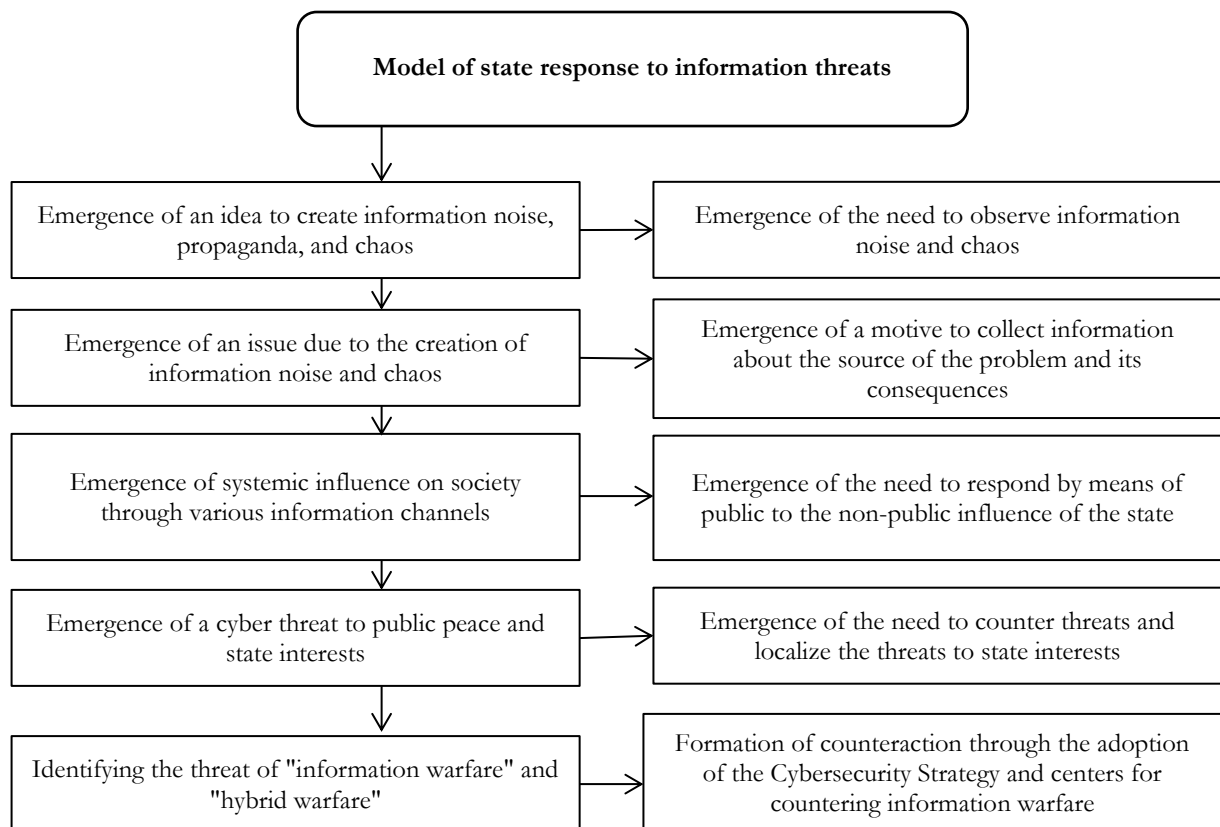 Model of state response to information threats
Emergence of an idea to create information noise,
propaganda, and chaos
Emergence of the need to observe information
noise and chaos
Emergence of an issue due to the creation of
information noise and chaos
Emergence of a motive to collect information
about the source of the problem and its
consequences
Emergence of systemic influence on society
through various information channels
Emergence of the need to respond by means of
public to the non-public influence of the state
Emergence of a cyber threat to public peace and
state interests
Emergence of the need to counter threats and
localize the threats to state interests
Identifying the threat of "information warfare" and
"hybrid warfare"
Formation of counteraction through the adoption
of the Cybersecurity Strategy and centers for
countering information warfare